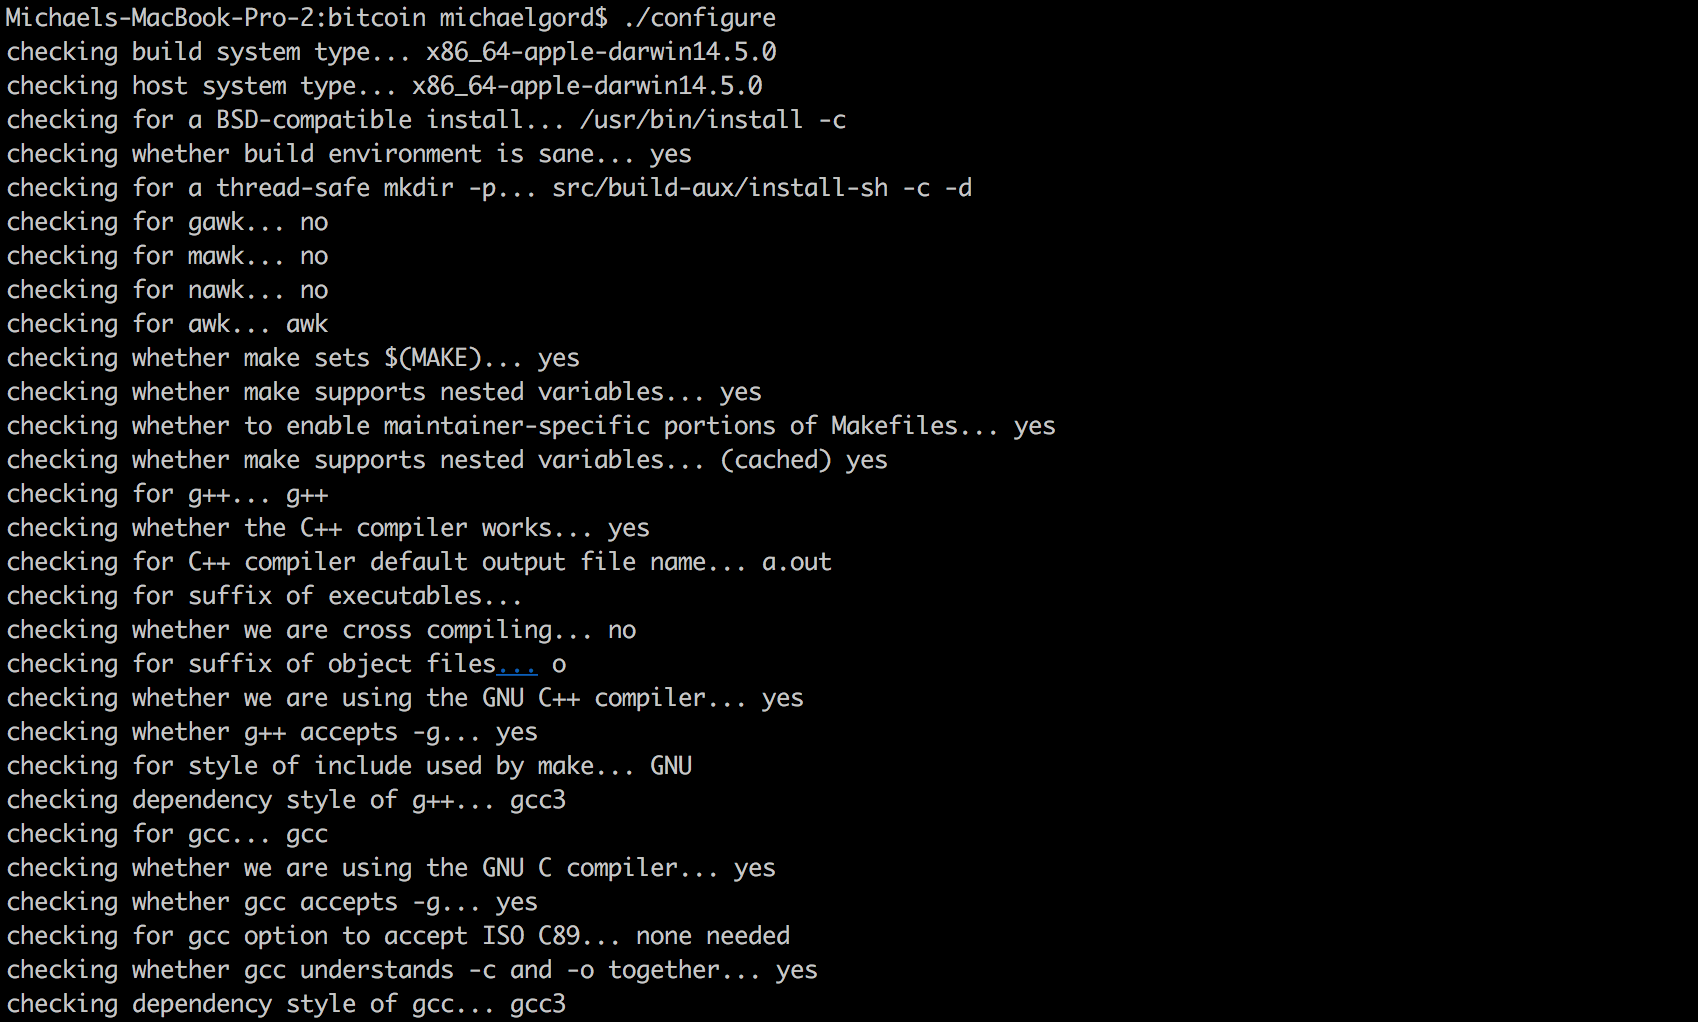 Michaels-MacBook-Pro-2:bitcoin michaelgord$ ./configure
checking build system type... x86_64-apple-darwin14.5.0
checking host system type... x86_64-apple-darwin14.5.0
checking for a BSD-compatible install... /usr/bin/install -c
checking whether build environment is sane... yes
checking for a thread-safe mkdir -p... src/build-aux/install-sh -c -d
checking for gawk... no
checking for mawk... no
checking for nawk... no
checking for awk... awk
checking whether make sets $(MAKE)... yes
checking whether make supports nested variables... yes
checking whether to enable maintainer-specific portions of Makefiles... yes
checking whether make supports nested variables... (cached) yes
checking for g++... g++
checking whether the C++ compiler works... yes
checking for C++ compiler default output file name... a.out
checking for suffix of executables...
checking whether we are cross compiling... no
checking for suffix of object files... o
checking whether we are using the GNU C++ compiler... yes
checking whether g++ accepts -g... yes
checking for style of include used by make... GNU
checking dependency style of g++... gcc3
checking for gcc... gcc
checking whether we are using the GNU C compiler... yes
checking whether gcc accepts -g... yes
checking for gcc option to accept ISO C89... none needed
checking whether gcc understands -c and -o together... yes
checking dependency style of gcc... gcc3